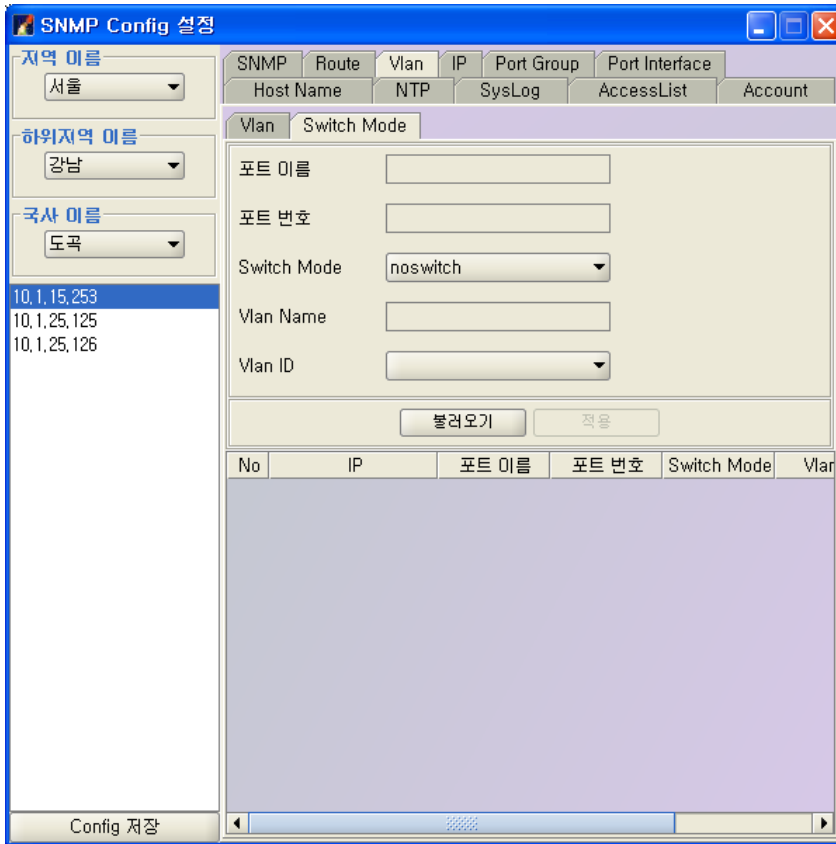 SNMP Config 설정
지역 이름
서울
하위지역 이름
강남
국사 이름
도곡
10,1,15,253
10,1,25,125
10,1,25,126
Config 저장
SNMP Route Vlan IP Port Group Port Interface
Host Name NTP SysLog AccessList Account
Vlan Switch Mode
포트 이름
포트 번호
Switch Mode noswitch
Vlan Name
Vlan ID
불러오기 적용
No IP 포트 이름 포트 번호 Switch Mode Vlan